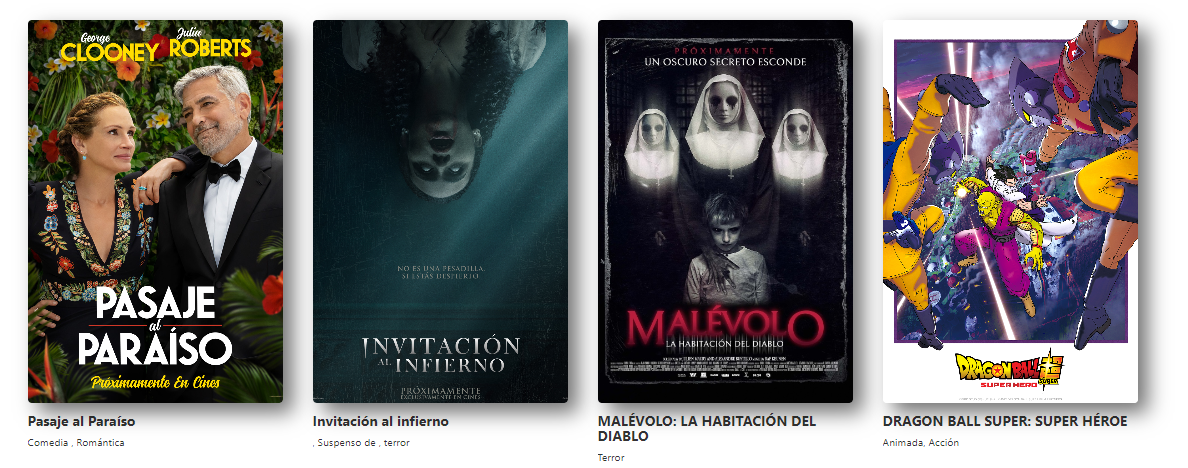 George
CLOONEY
Julia
ROBERTS
PASAJE
al
PARAÍSO
Próximamente En Cines
Pasaje al Paraíso
Comedia , Romántica
NO ES UNA PESADILLA.
SI ESTÁS DESPIERTO.
INVITACIÓN
AL INFIERNO
PRÓXIMAMENTE
EXCLUSIVAMENTE EN CINES
Invitación al infierno
, Suspenso de , terror
PRÓXIMAMENTE
UN OSCURO SECRETO ESCONDE
MALÉVOLO
LA HABITACIÓN DEL DIABLO
MALÉVOLO: LA HABITACIÓN DEL
DIABLO
Terror
DRAGON BALL
SUPER
SUPER HERO
DRAGON BALL SUPER: SUPER HÉROE
Animada, Acción